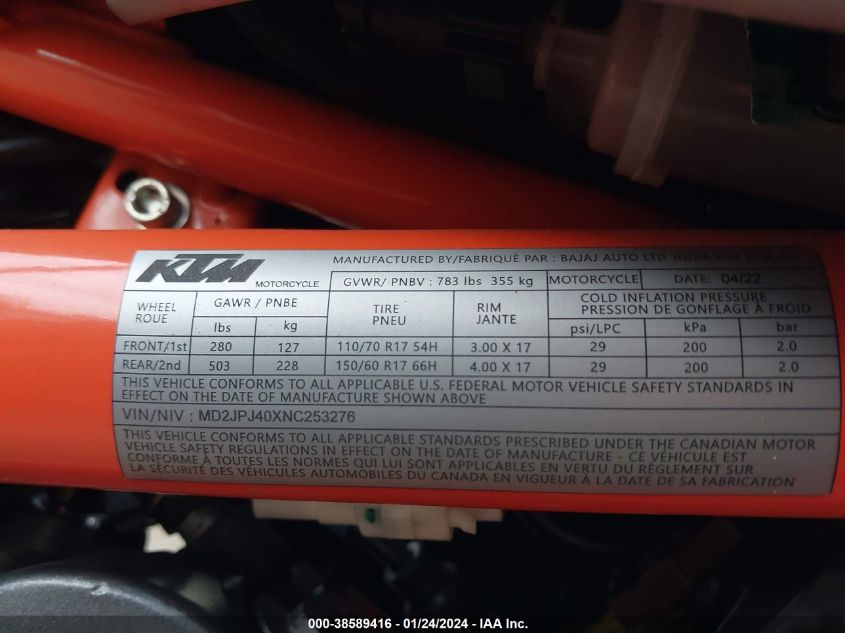 KTM
MOTORCYCLE
MANUFACTURED BY/FABRIQUÈ PAR : BAJAJ AUTO LTD. INDIA FOR KTM AG
GVWR/ PNBV : 783 lbs 355 kg MOTORCYCLE DATE: 04/22
WHEEL ROUE GAWR / PNBE TIRE PNEU RIM JANTE COLD INFLATION PRESSURE
PRESSION DE GONFLAGE À FROID
lbs kg psi/LPC kPa bar
FRONT/1st 280 127 110/70 R17 54H 3.00 X 17 29 200 2.0
REAR/2nd 503 228 150/60 R17 66H 4.00 X 17 29 200 2.0
THIS VEHICLE CONFORMS TO ALL APPLICABLE U.S. FEDERAL MOTOR VEHICLE SAFETY STANDARDS IN
EFFECT ON THE DATE OF MANUFACTURE SHOWN ABOVE
VIN/NIV : MD2JPJ40XNC253276
THIS VEHICLE CONFORMS TO ALL APPLICABLE STANDARDS PRESCRIBED UNDER THE CANADIAN MOTOR
VEHICLE SAFETY REGULATIONS IN EFFECT ON THE DATE OF MANUFACTURE - CE VÉHICULE EST
CONFORME À TOUTES LES NORMES QUI LUI SONT APPLICABLES EN VERTU DU RÈGLEMENT SUR
LA SÉCURITÉ DES VÉHICULES AUTOMOBILES DU CANADA EN VIGUEUR À LA DATE DE SA FABRICATION
000-38589416 - 01/24/2024 - IAA Inc.